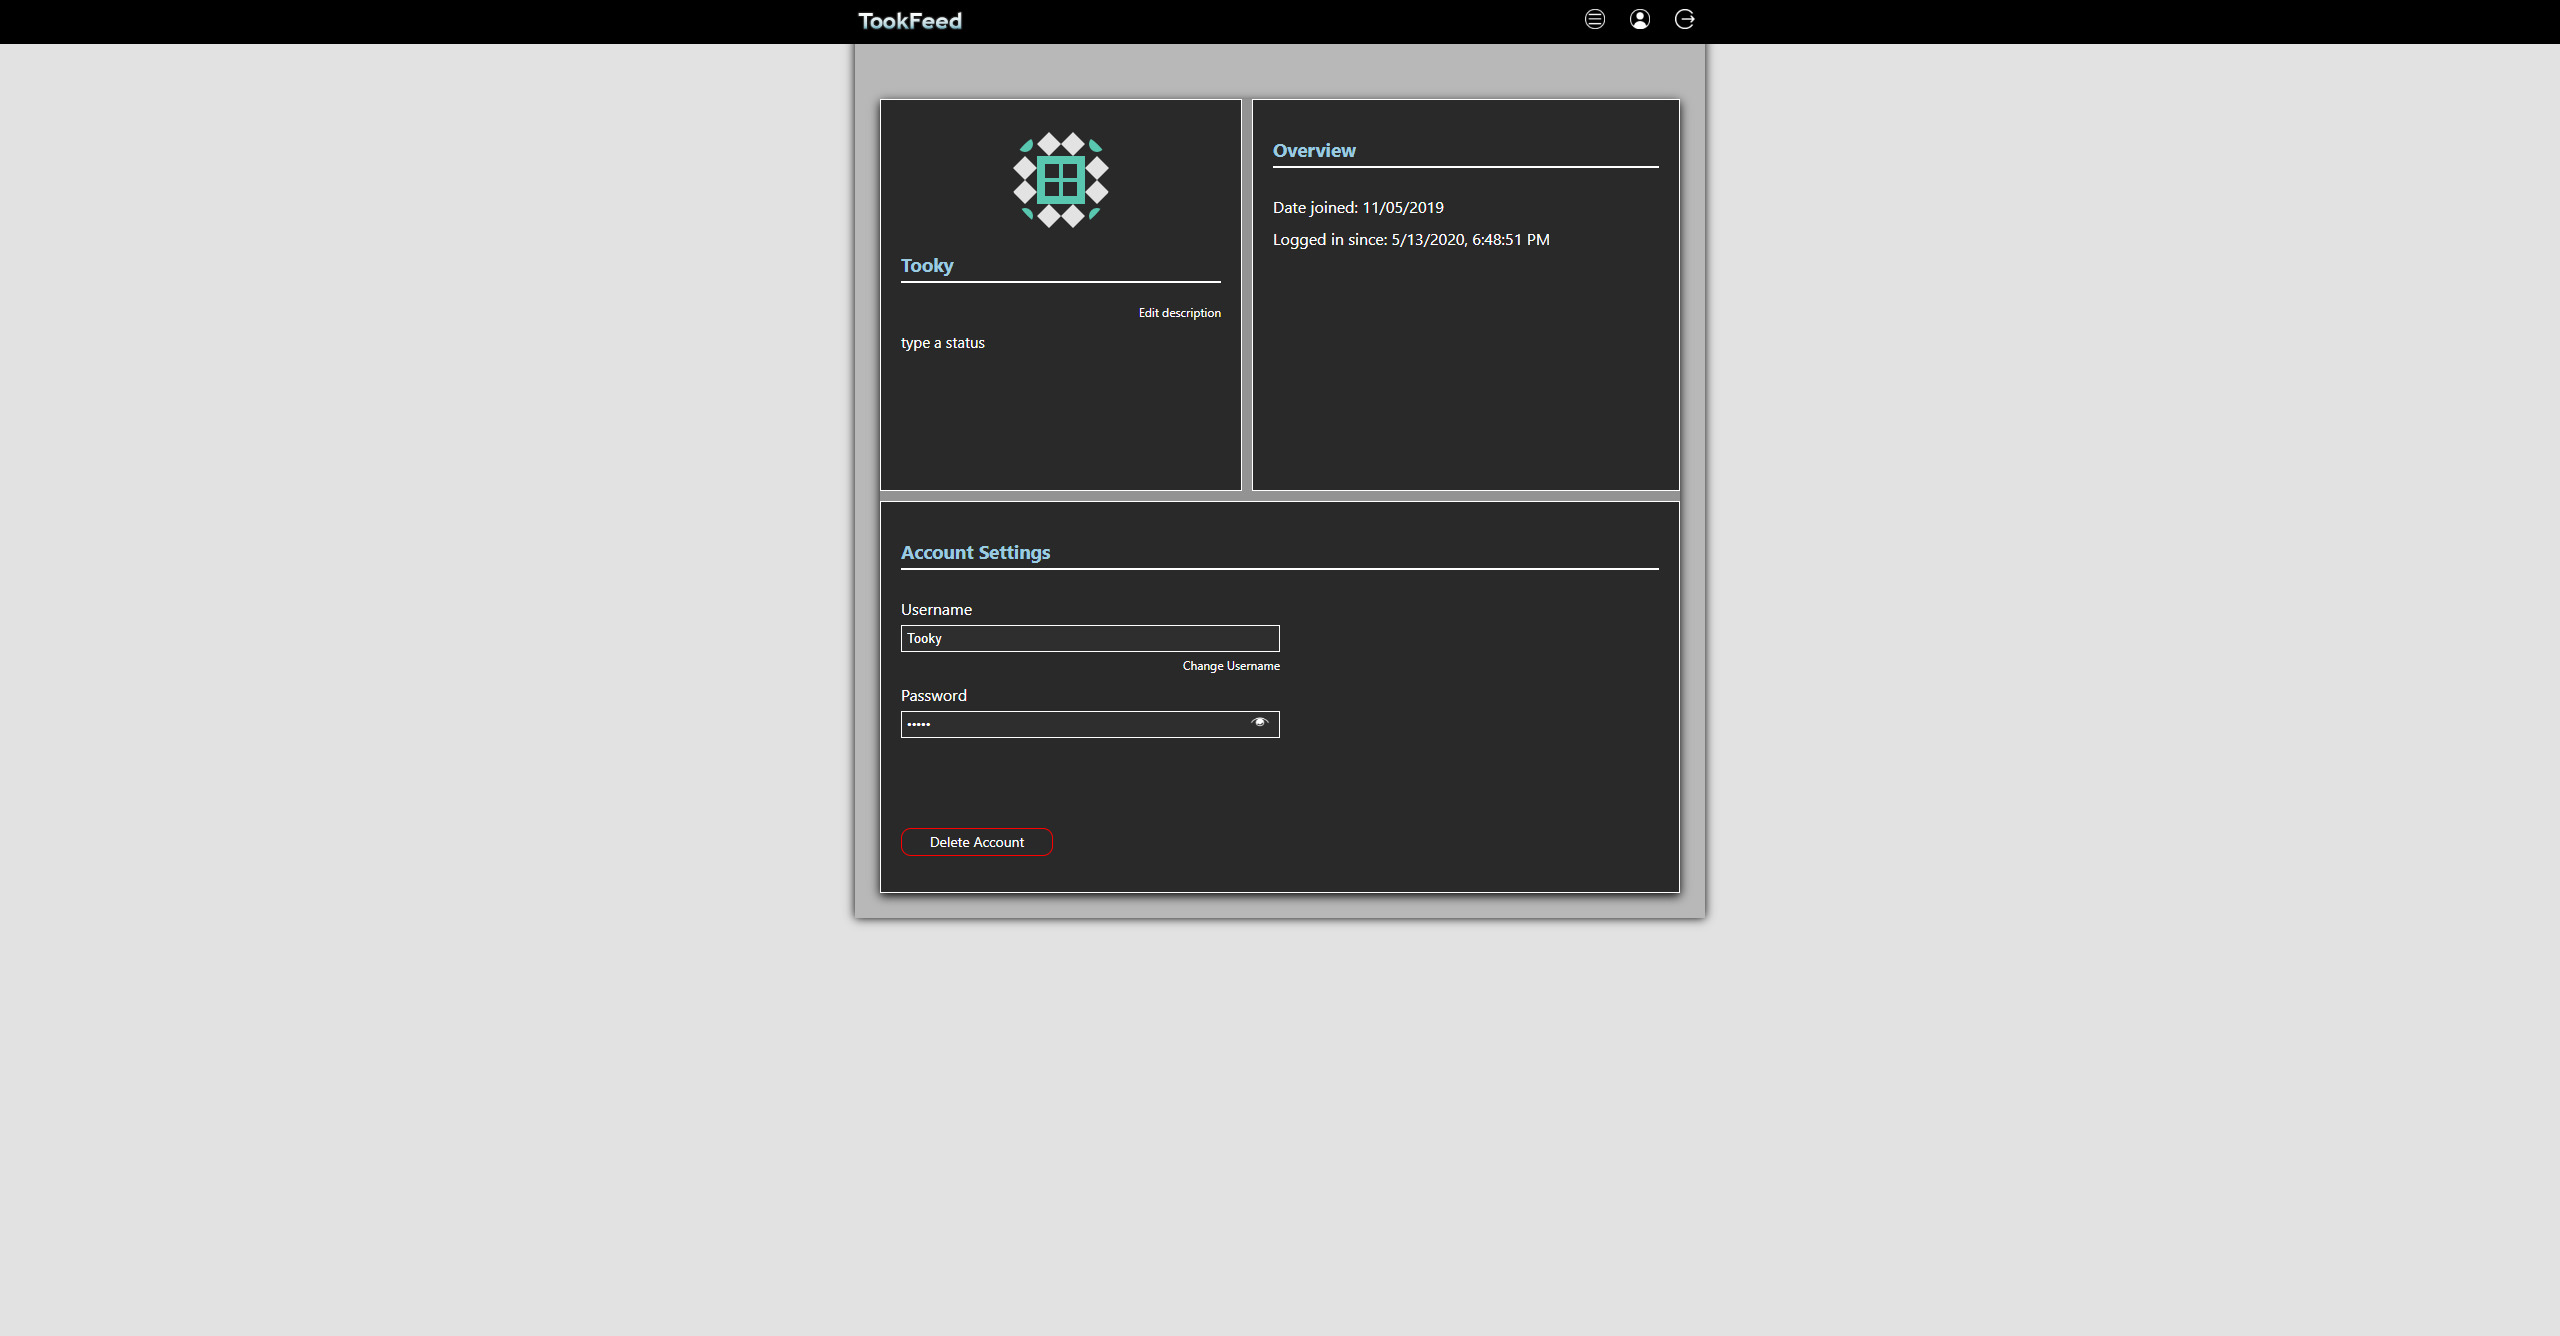 TookFeed
Tooky
Edit description
type a status
Overview
Date joined: 11/05/2019
Logged in since: 5/13/2020, 6:48:51 PM
Account Settings
Username
Tooky
Change Username
Password
•••••
Delete Account